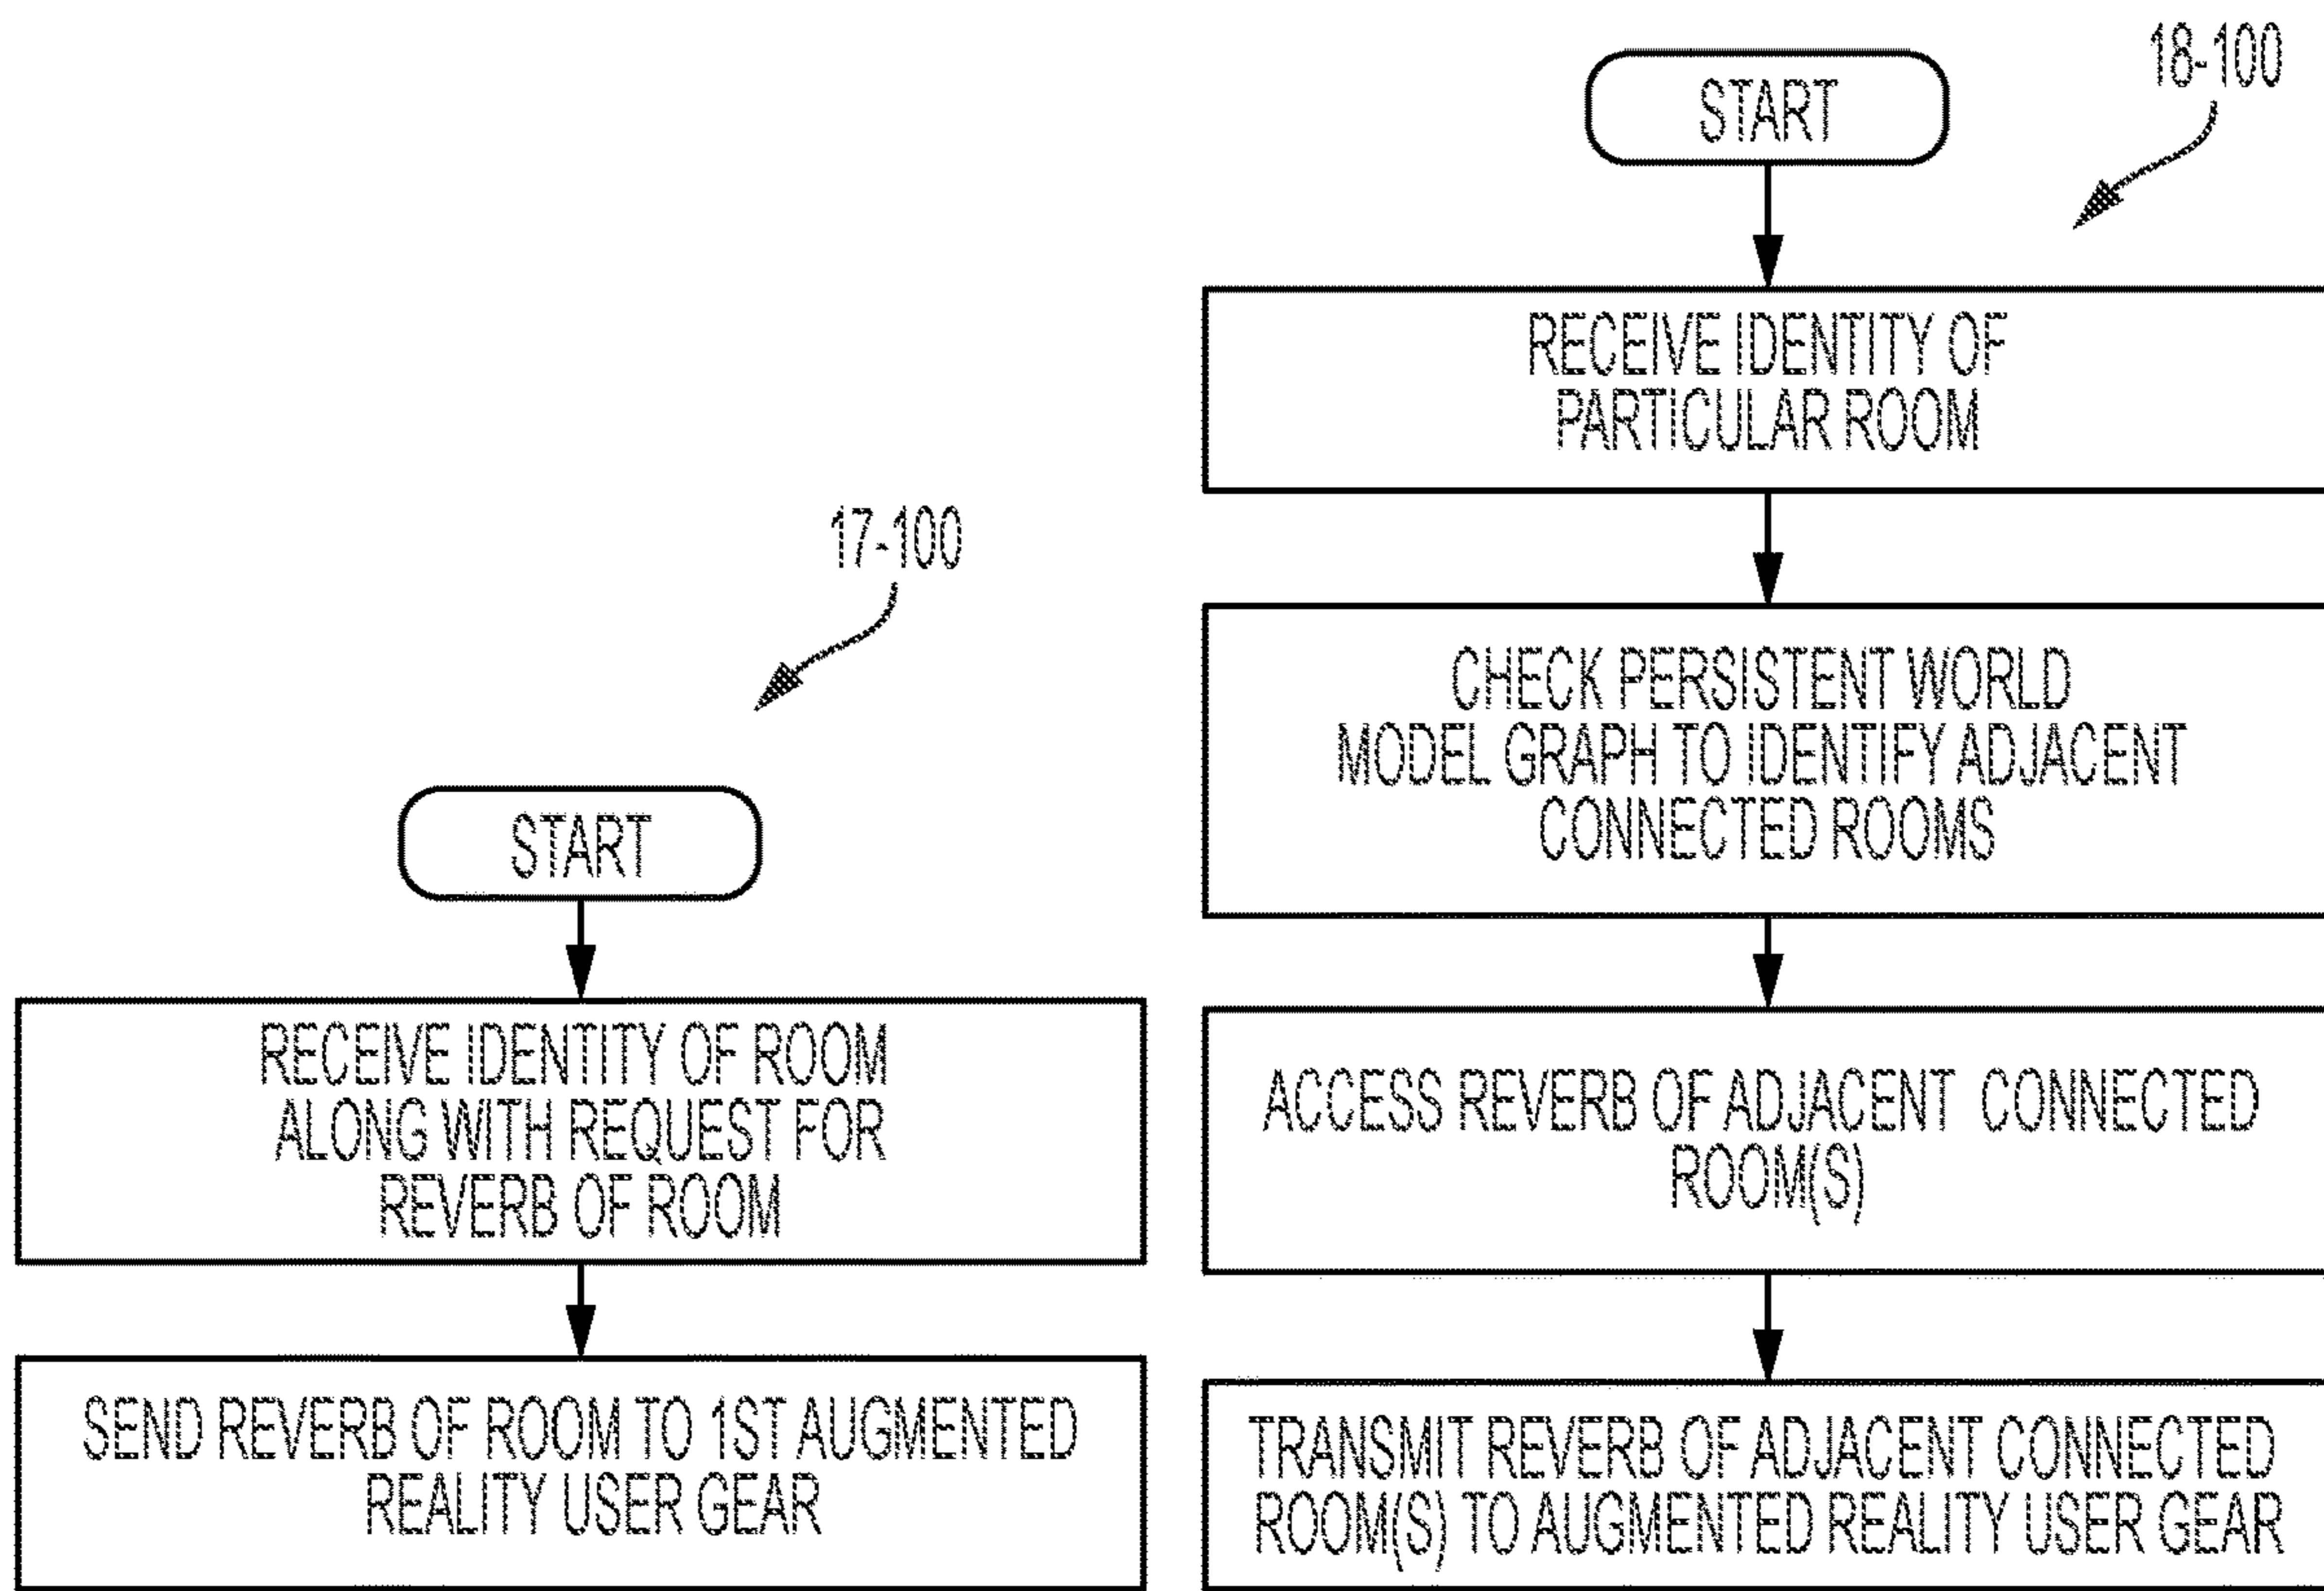 17-100
START
RECEIVE IDENTITY OF ROOM
ALONG WITH REQUEST FOR
REVERB OF ROOM
SEND REVERB OF ROOM TO 1ST AUGMENTED
REALITY USER GEAR
18-100
START
RECEIVE IDENTITY OF
PARTICULAR ROOM
CHECK PERSISTENT WORLD
MODEL GRAPH TO IDENTIFY ADJACENT
CONNECTED ROOMS
ACCESS REVERB OF ADJACENT CONNECTED
ROOM(S)
TRANSMIT REVERB OF ADJACENT CONNECTED
ROOM(S) TO AUGMENTED REALITY USER GEAR